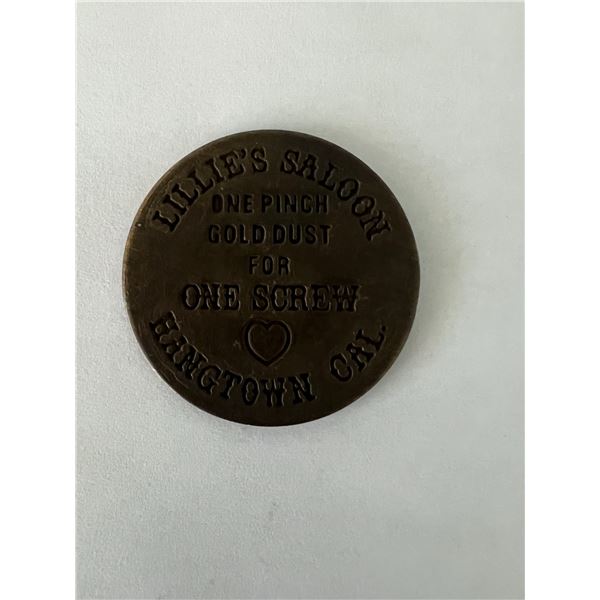 LILLIE'S SALOON
ONE PINCH
GOLD DUST
FOR
ONE SCREW
HANGTOWN CAL.